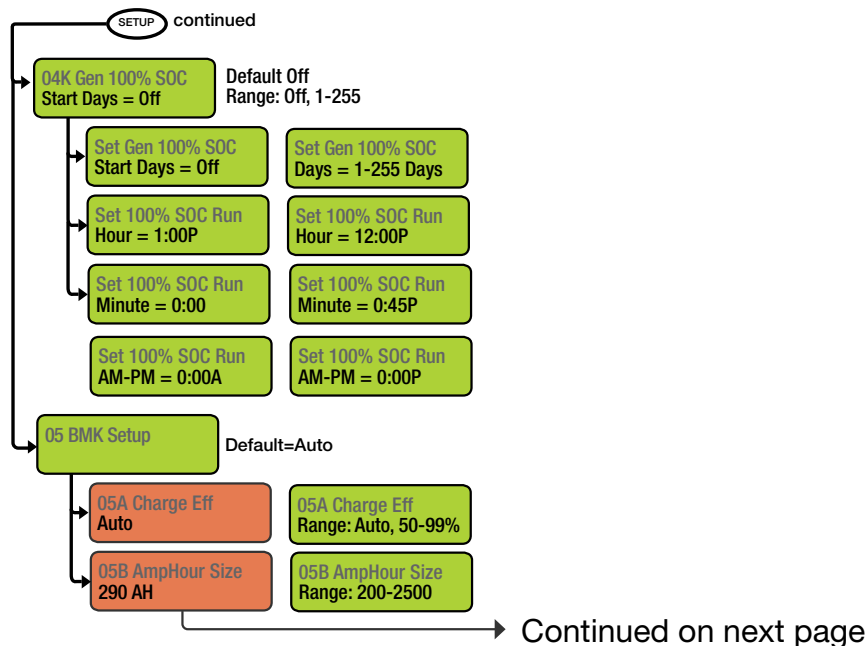 SETUP continued
04K Gen 100% SOC
Start Days = Off
Default Off
Range: Off, 1-255
Set Gen 100% SOC
Start Days = Off
Set Gen 100% SOC
Days = 1-255 Days
Set 100% SOC Run
Hour = 1:00P
Set 100% SOC Run
Hour = 12:00P
Set 100% SOC Run
Minute = 0:00
Set 100% SOC Run
Minute = 0:45P
Set 100% SOC Run
AM-PM = 0:00A
Set 100% SOC Run
AM-PM = 0:00P
05 BMK Setup
Default=Auto
05A Charge Eff
Auto
05A Charge Eff
Range: Auto, 50-99%
05B AmpHour Size
290 AH
05B AmpHour Size
Range: 200-2500
Continued on next page